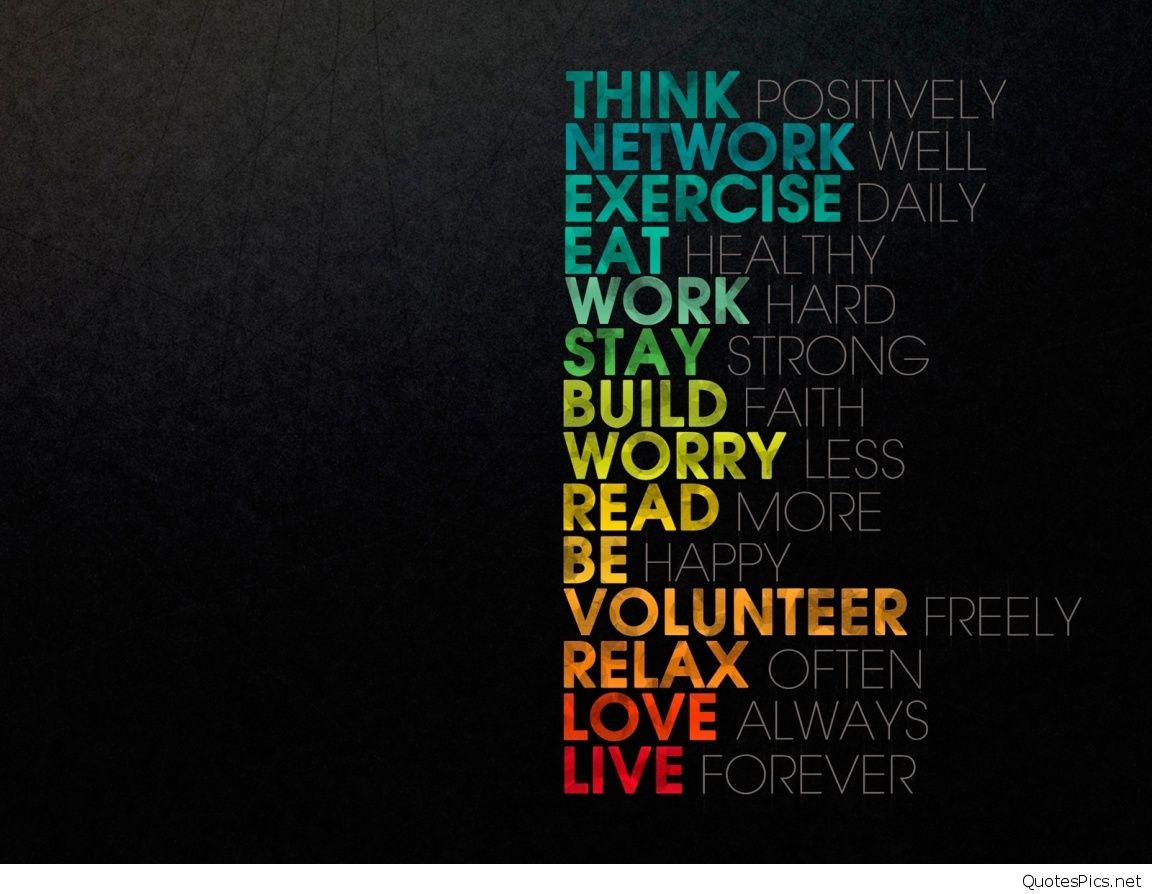 THINK POSITIVELY
NETWORK WELL
EXERCISE DAILY
EAT HEALTHY
WORK HARD
STAY STRONG
BUILD FAITH
WORRY LESS
READ MORE
BE HAPPY
VOLUNTEER FREELY
RELAX OFTEN
LOVE ALWAYS
LIVE FOREVER
QuotesPics.net